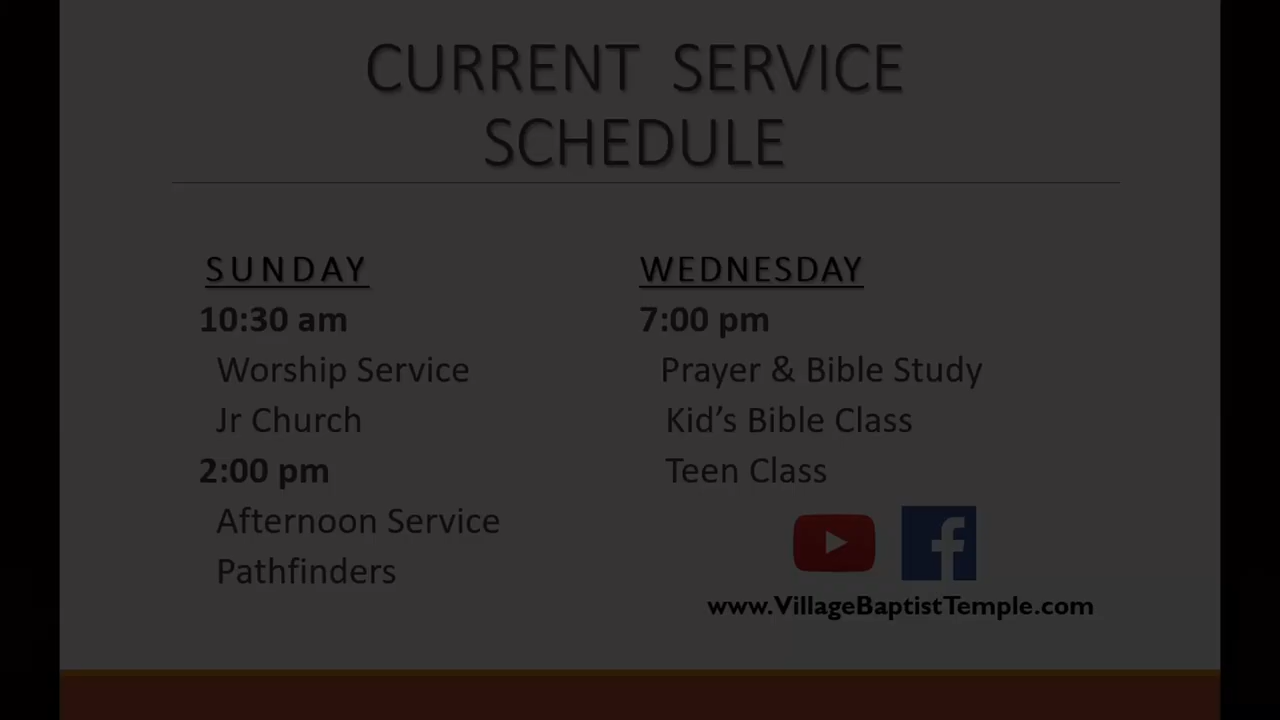 CURRENT SERVICE
SCHEDULE
SUNDAY
10:30 am
Worship Service
Jr Church
2:00 pm
Afternoon Service
Pathfinders
WEDNESDAY
7:00 pm
Prayer & Bible Study
Kid’s Bible Class
Teen Class
www.VillageBaptistTemple.com